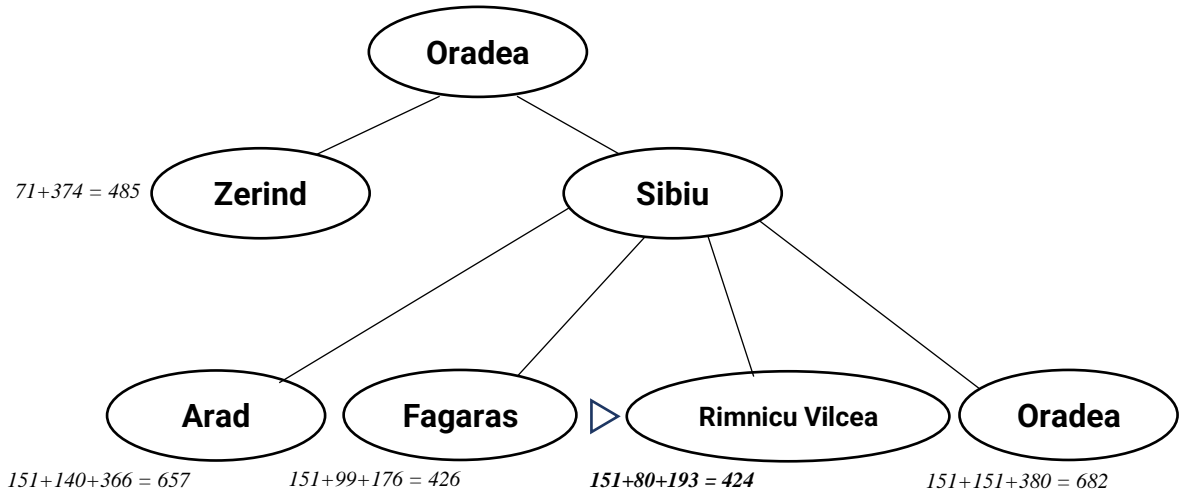 Oradea
71+374 = 485
Zerind
Sibiu
Arad
Fagaras
Rimnicu Vilcea
Oradea
151+140+366 = 657
151+99+176 = 426
151+80+193 = 424
151+151+380 = 682